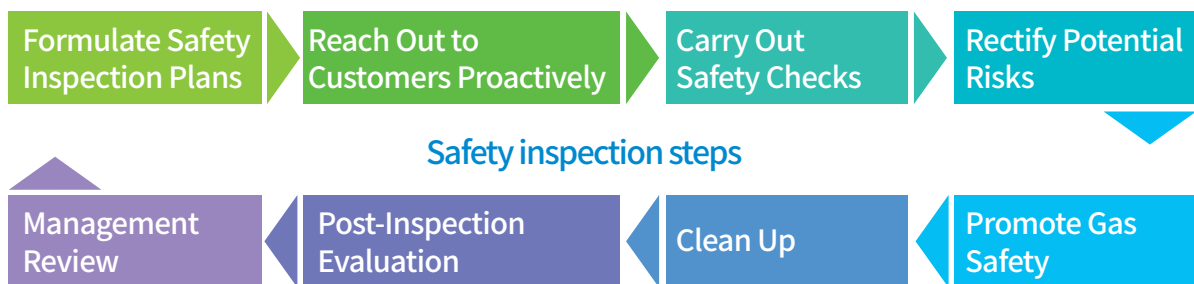 Formulate Safety
Inspection Plans
Reach Out to
Customers Proactively
Carry Out
Safety Checks
Rectify Potential
Risks
Safety inspection steps
Management
Review
Post-Inspection
Evaluation
Clean Up
Promote Gas
Safety